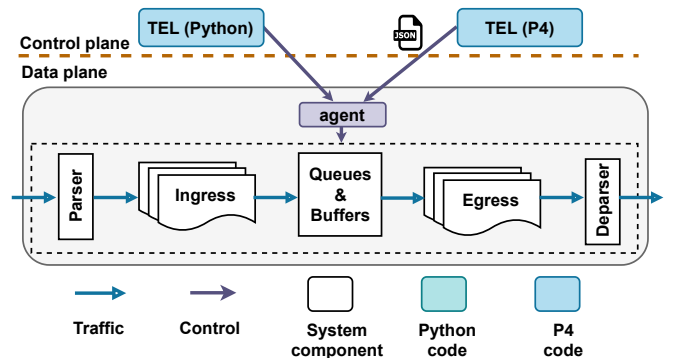 TEL (Python)
TEL (P4)
JSON
Control plane
Data plane
agent
Parser
Ingress
Queues
&
Buffers
Egress
Deparser
Traffic
Control
System
component
Python
code
P4
code